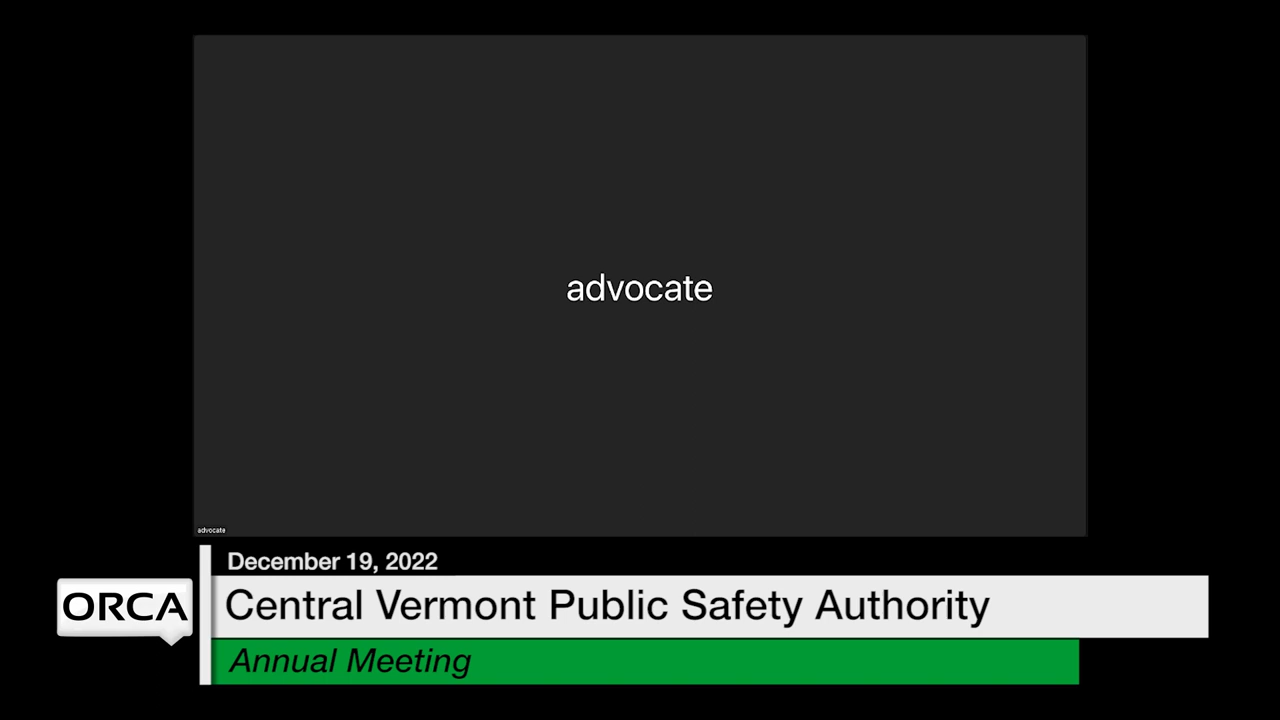 advocate
advocate
December 19, 2022
ORCA
Central Vermont Public Safety Authority
Annual Meeting